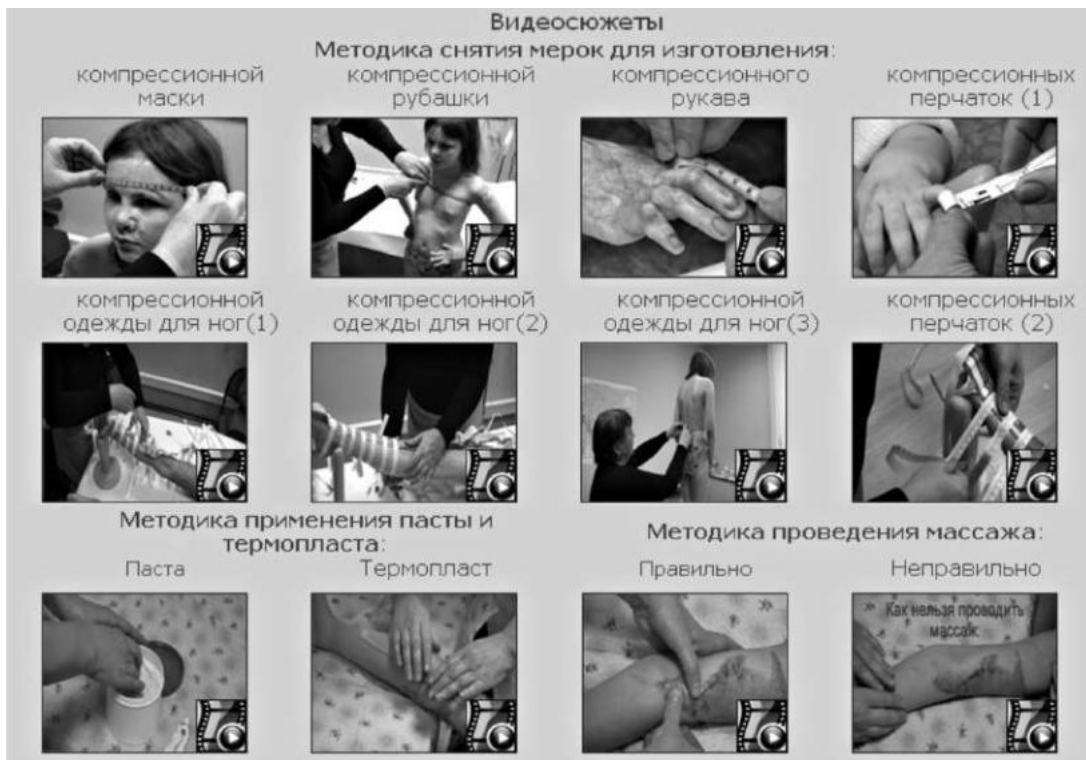 Видеосюжеты
Методика снятия мерок для изготовления:
компрессионной
маски
компрессионной
рубашки
компрессионного
рукава
компрессионных
перчаток (1)
компрессионной
одежды для ног(1)
компрессионной
одежды для ног(2)
компрессионной
одежды для ног(3)
компрессионных
перчаток (2)
Методика применения пасты и
термопласта:
Паста
Термопласт
Методика проведения массажа:
Правильно
Неправильно
Как нельзя проводить
массаж